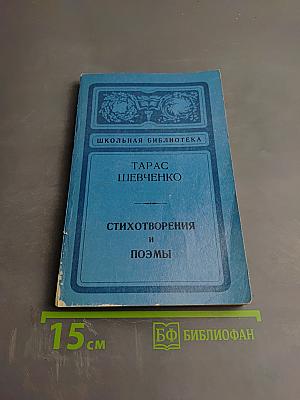 ШКОЛЬНАЯ БИБЛИОТЕКА
ТАРАС
ШЕВЧЕНКО
СТИХОТВОРЕНИЯ
и
ПОЭМЫ
15 см
БФ БИБЛИОФАН